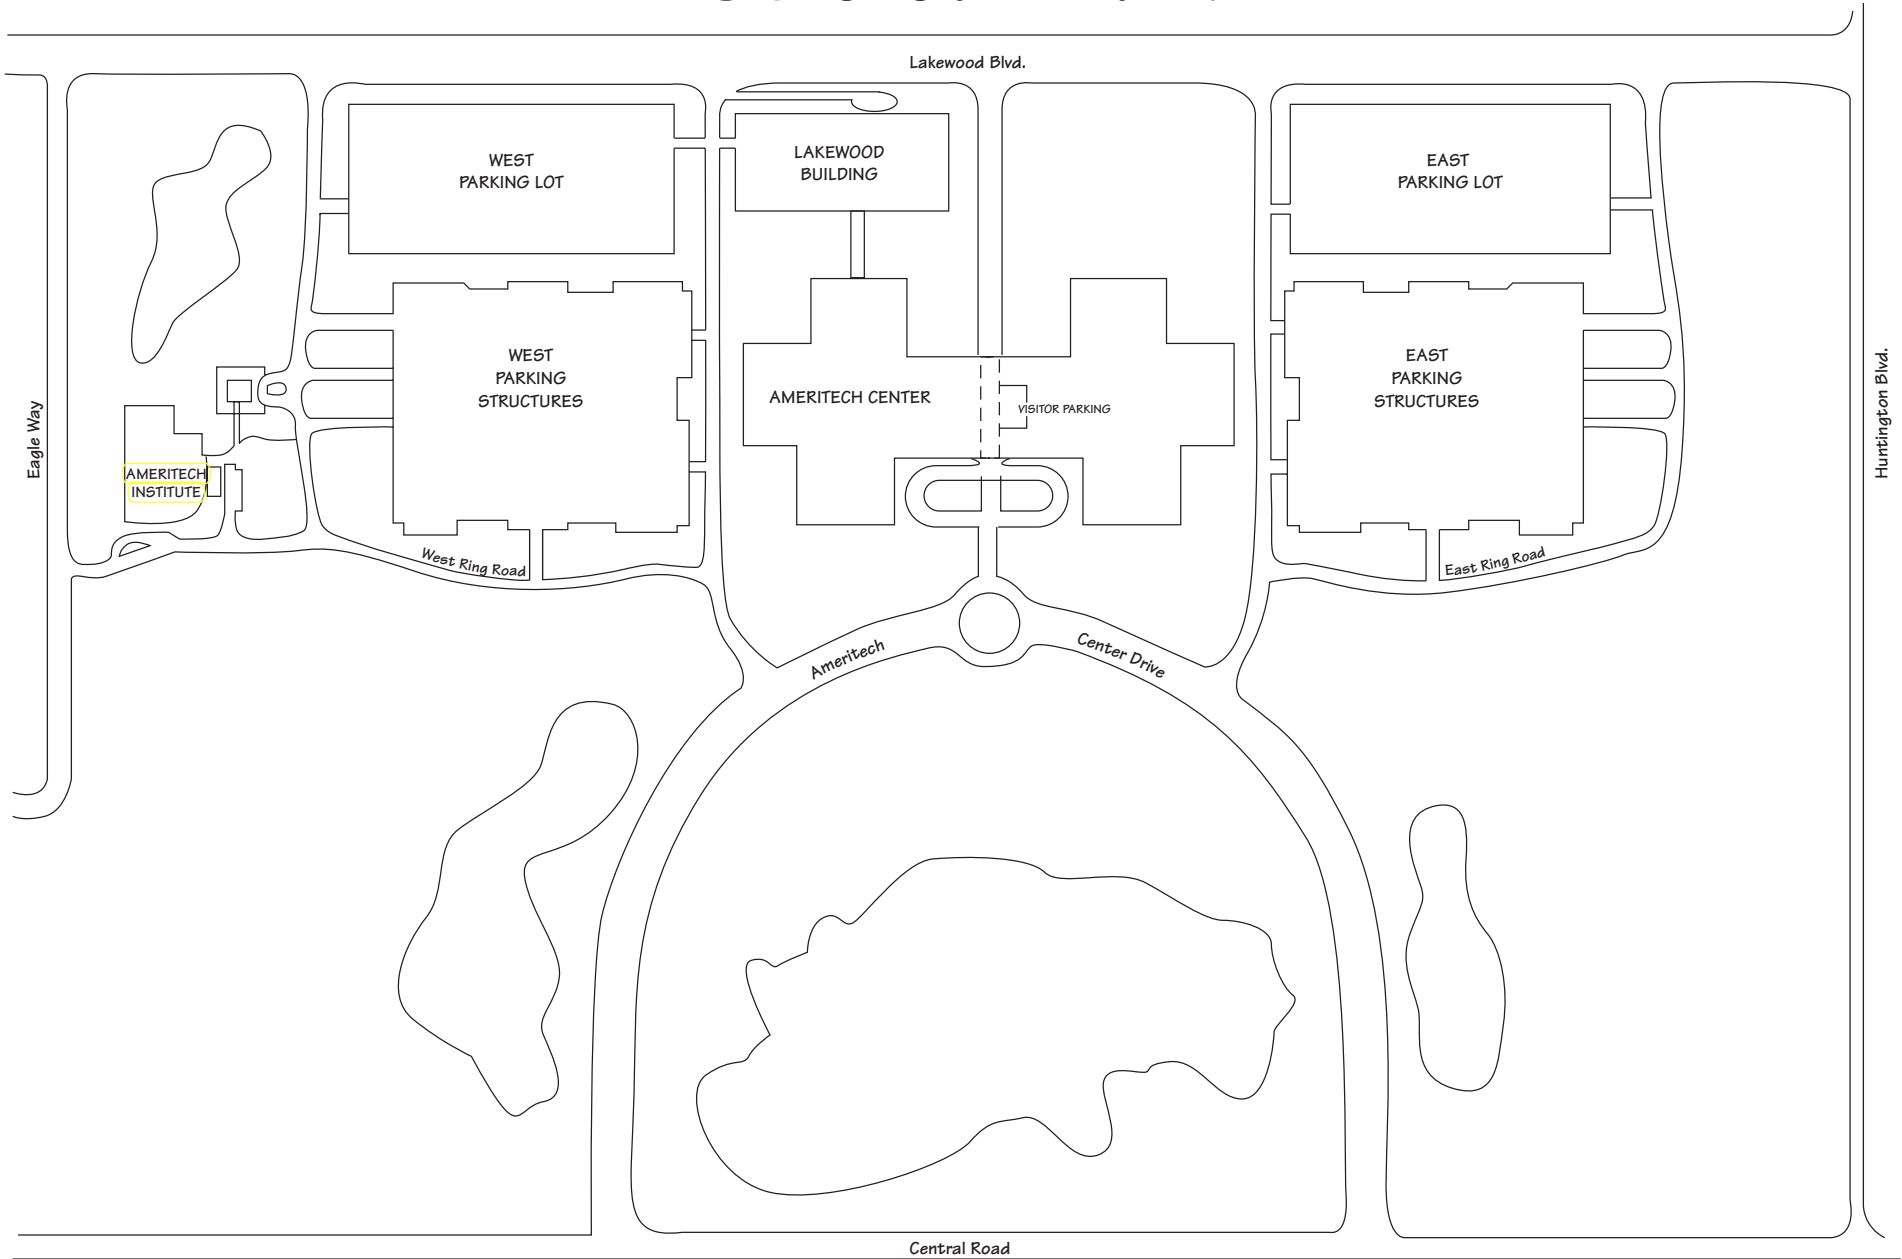 Lakewood Blvd.
WEST
PARKING LOT
LAKEWOOD
BUILDING
EAST
PARKING LOT
WEST
PARKING
STRUCTURES
AMERITECH CENTER
VISITOR PARKING
EAST
PARKING
STRUCTURES
Eagle Way
Huntington Blvd.
AMERITECH
INSTITUTE
West Ring Road
East Ring Road
Ameritech
Center Drive
Central Road